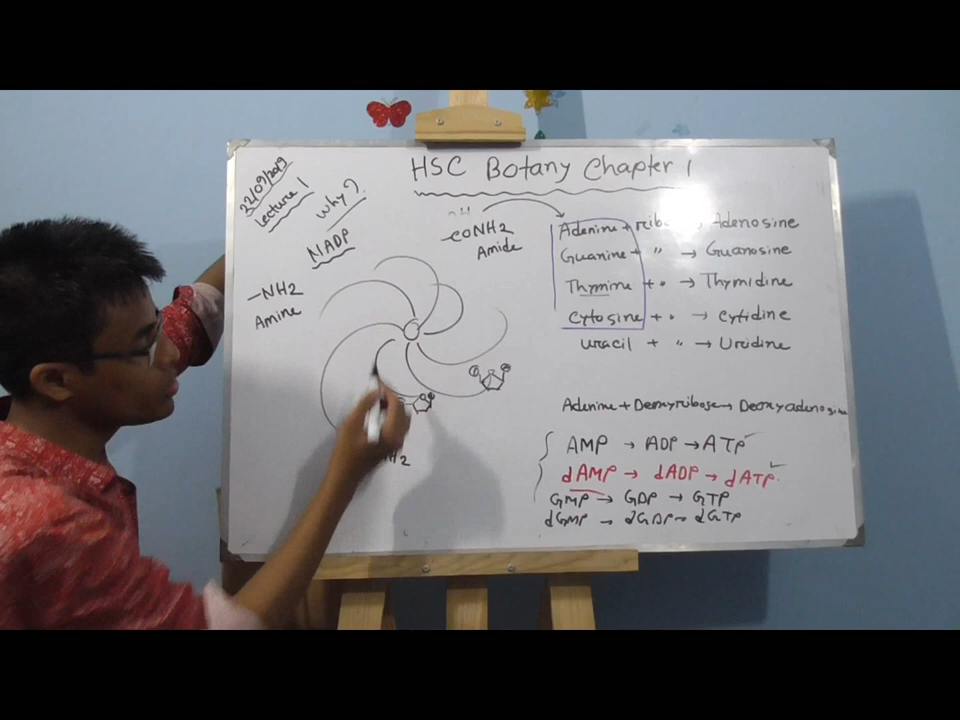 HSC Botany Chapter 1
22/09/2019
Lecture 1
Why?
NADP
-CONH2
Amide
-NH2
Amine
Adenine + ribo → Adenosine
Guanine + " → Guanosine
Thymine + " → Thymidine
Cytosine + " → Cytidine
Uracil + " → Uridine
Adenine + Deoxyribose → Deoxyadenosine
AMP → ADP → ATP
dAMP → dADP → dATP
GMP → GDP → GTP
dGMP → dGDP → dGTP
H2